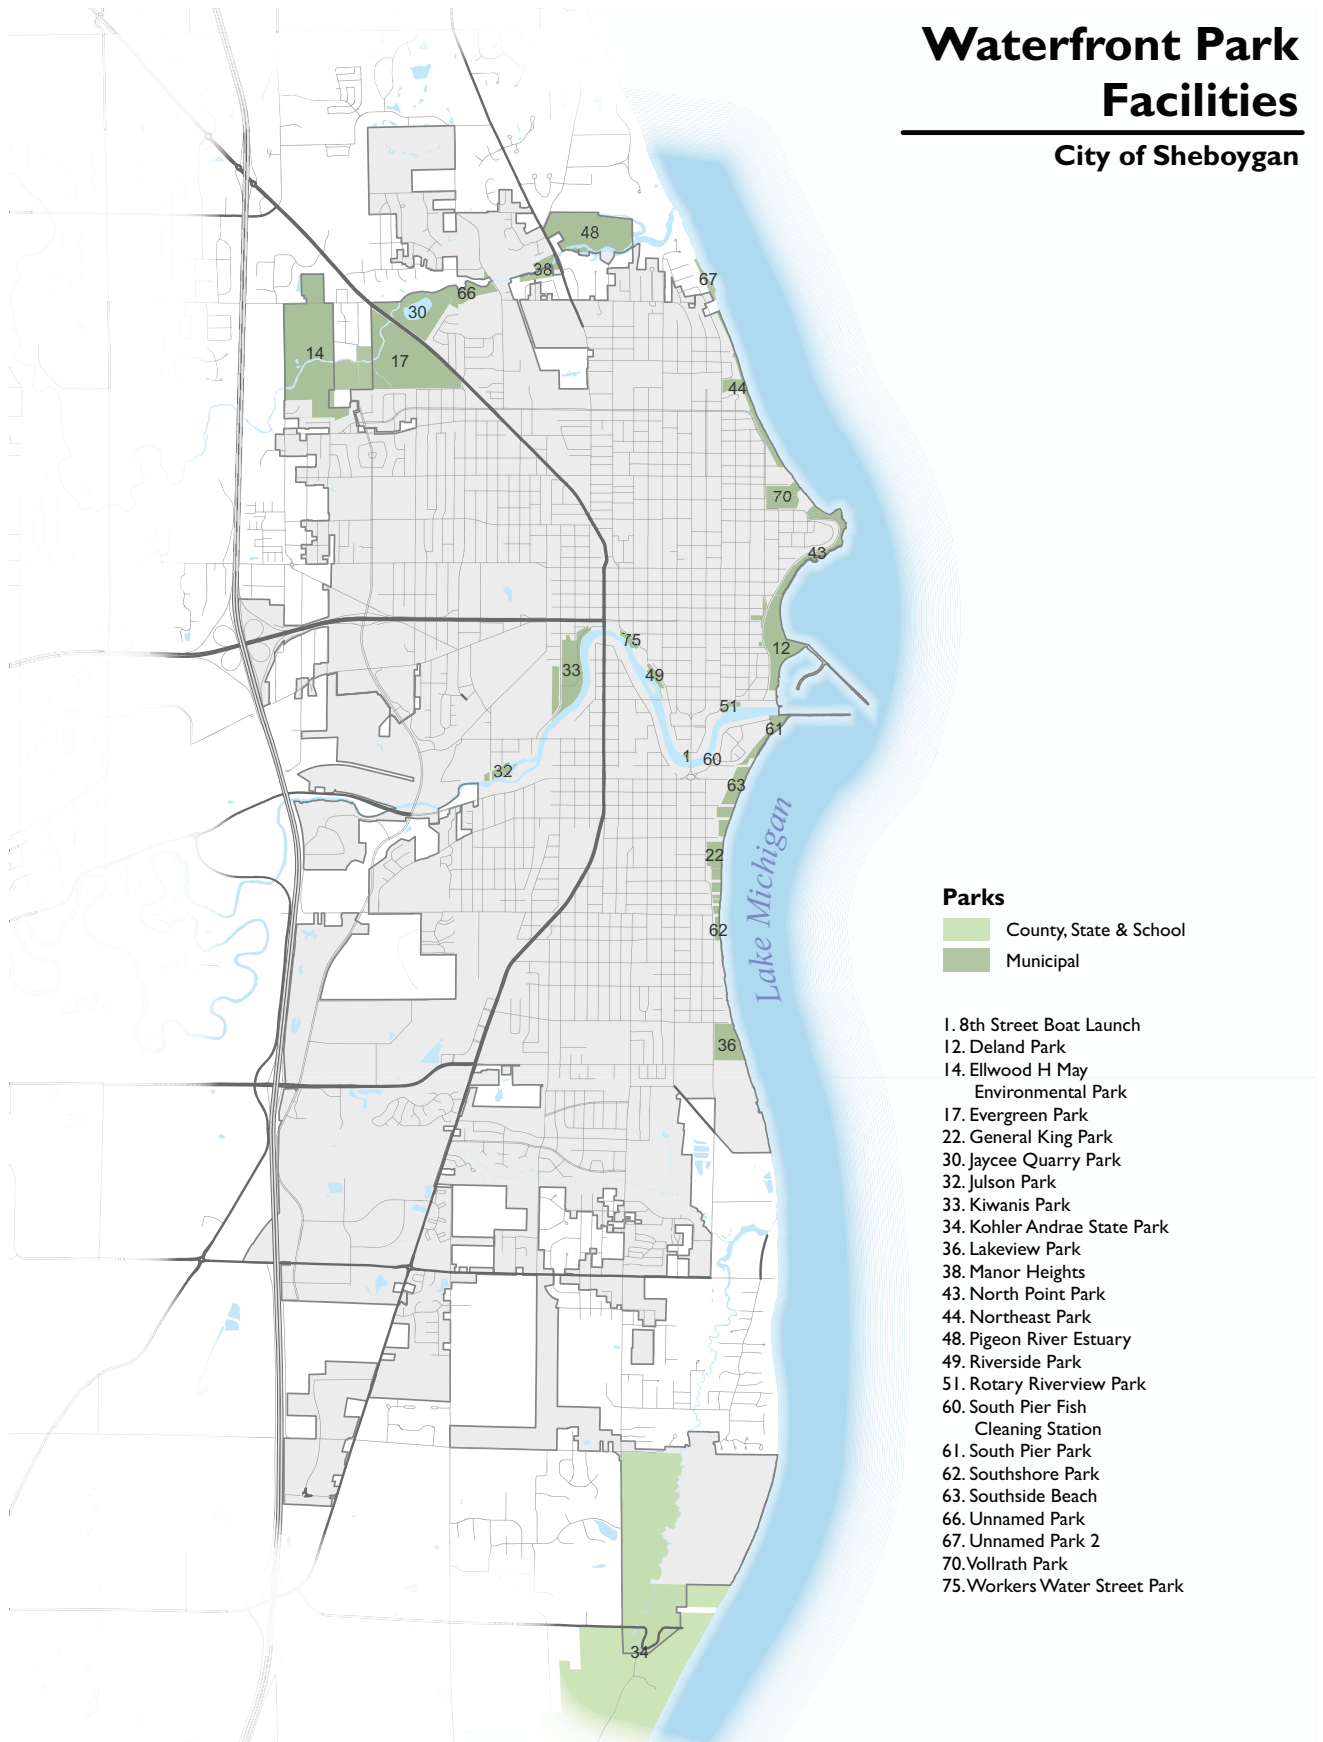 Waterfront Park
Facilities
City of Sheboygan
48
38
67
66
30
14
17
44
70
43
75
12
33
49
51
61
1
60
32
63
22
Lake Michigan
62
36
34
Parks
County, State & School
Municipal
1. 8th Street Boat Launch
12. Deland Park
14. Ellwood H May
Environmental Park
17. Evergreen Park
22. General King Park
30. Jaycee Quarry Park
32. Julson Park
33. Kiwanis Park
34. Kohler Andrae State Park
36. Lakeview Park
38. Manor Heights
43. North Point Park
44. Northeast Park
48. Pigeon River Estuary
49. Riverside Park
51. Rotary Riverview Park
60. South Pier Fish
Cleaning Station
61. South Pier Park
62. Southshore Park
63. Southside Beach
66. Unnamed Park
67. Unnamed Park 2
70. Vollrath Park
75. Workers Water Street Park